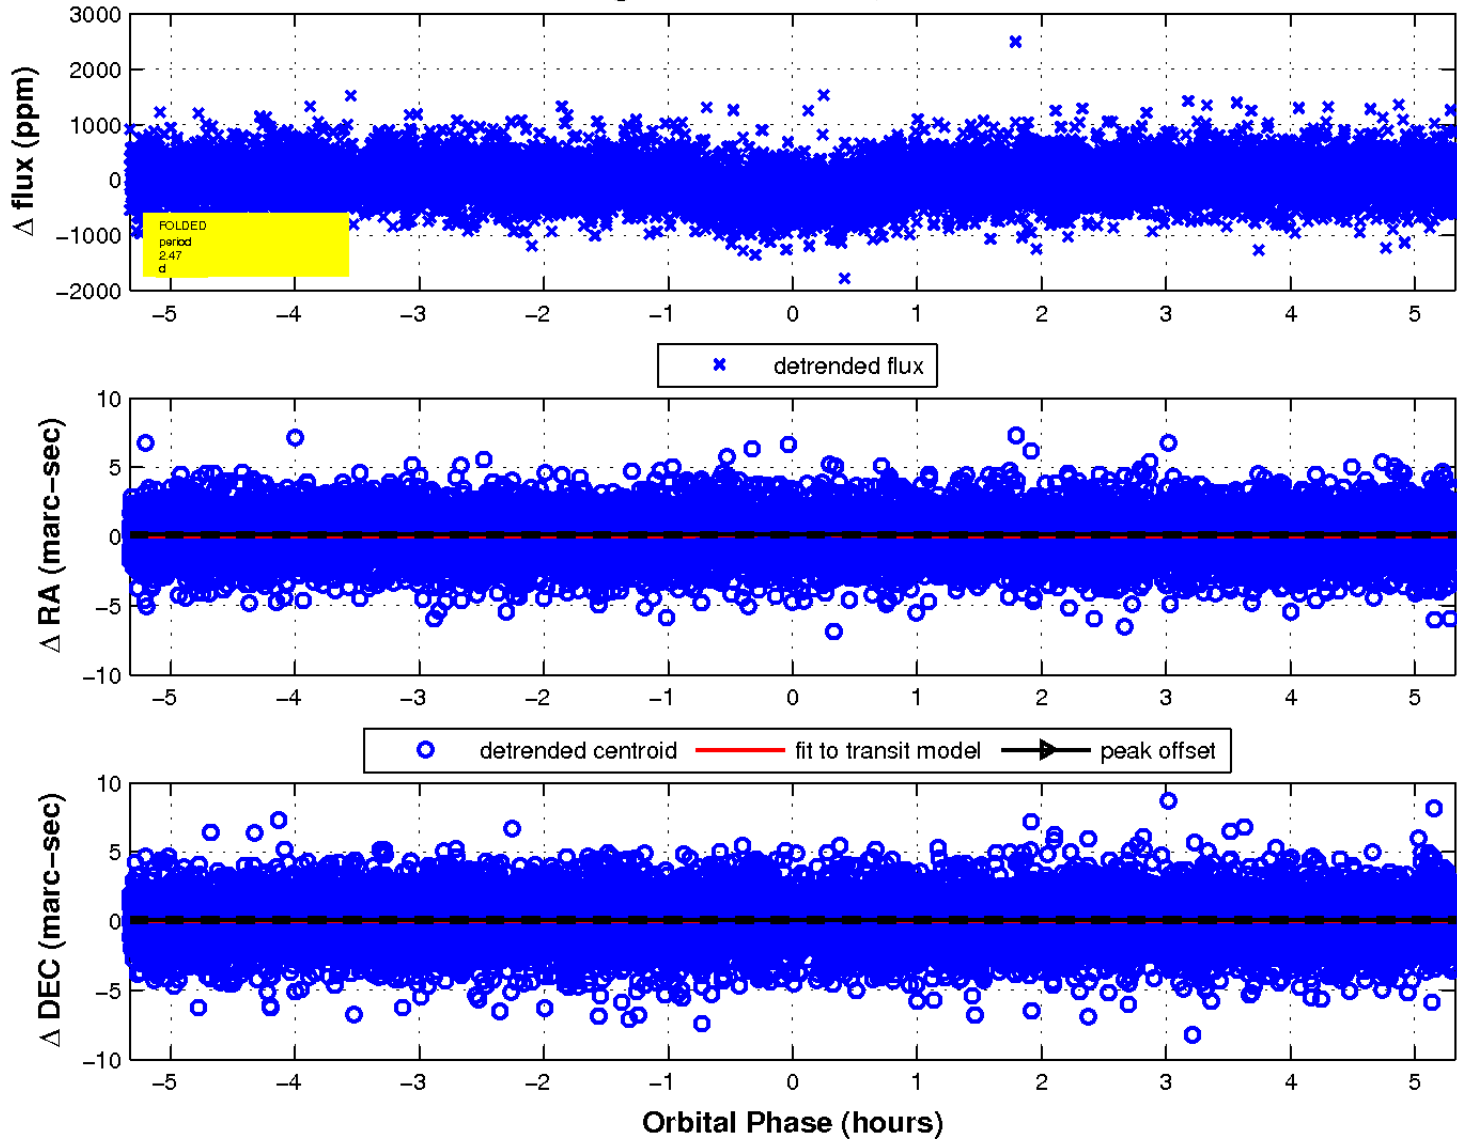 3000
2000
1000
0
−1000
−2000
Δ flux (ppm)
FOLDED
period
2.47
d
−5 −4 −3 −2 −1 0 1 2 3 4 5
detrended flux
10
5
0
−5
−10
Δ RA (marc−sec)
−5 −4 −3 −2 −1 0 1 2 3 4 5
detrended centroid fit to transit model peak offset
10
5
0
−5
−10
Δ DEC (marc−sec)
−5 −4 −3 −2 −1 0 1 2 3 4 5
Orbital Phase (hours)